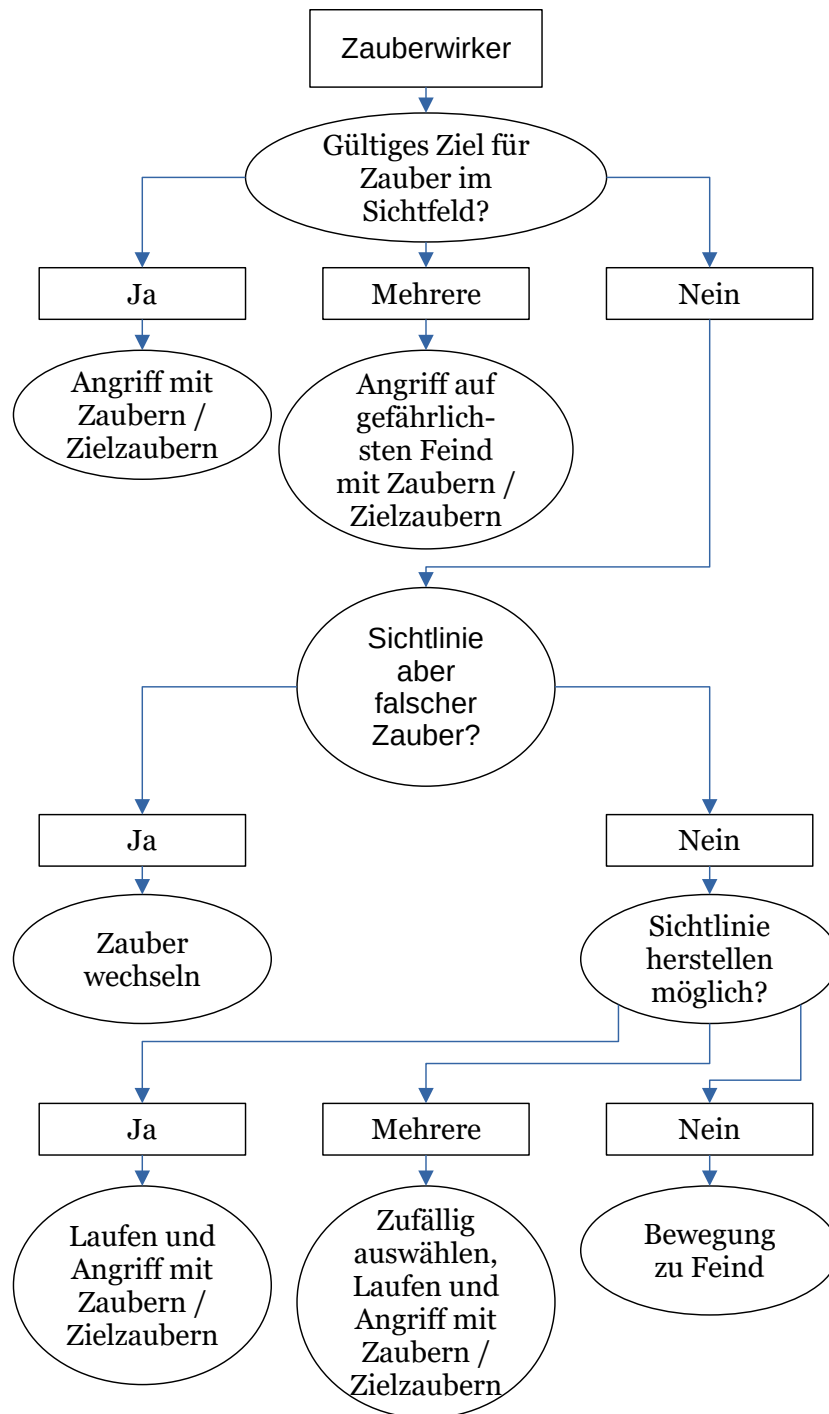 Zauberwirker
Gültiges Ziel für
Zauber im
Sichtfeld?
Ja
Mehrere
Nein
Angriff mit
Zaubern /
Zielzaubern
Angriff auf
gefährlich-
sten Feind
mit Zaubern /
Zielzaubern
Sichtlinie
aber
falscher
Zauber?
Ja
Nein
Zauber
wechseln
Sichtlinie
herstellen
möglich?
Ja
Mehrere
Nein
Laufen und
Angriff mit
Zaubern /
Zielzaubern
Zufällig
auswählen,
Laufen und
Angriff mit
Zaubern /
Zielzaubern
Bewegung
zu Feind